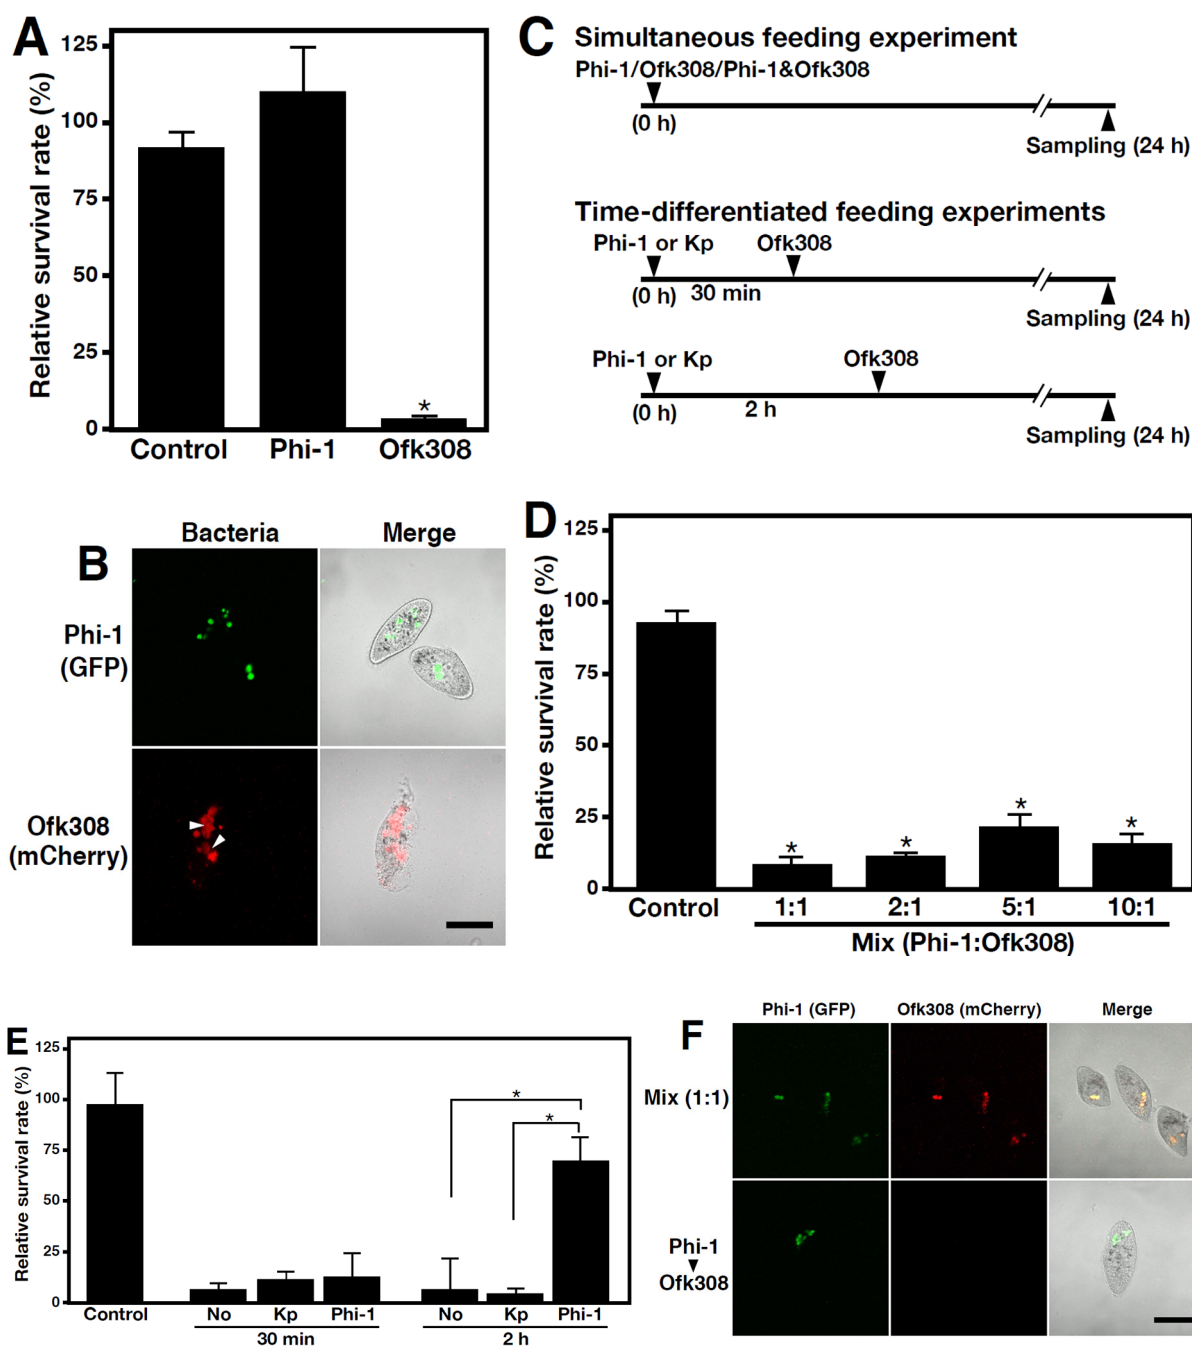 A
Relative survival rate (%)
125
100
75
50
25
0
*
Control Phi-1 Ofk308
C
Simultaneous feeding experiment
Phi-1/Ofk308/Phi-1&Ofk308
(0 h)
Sampling (24 h)
Time-differentiated feeding experiments
Phi-1 or Kp Ofk308
(0 h) 30 min
Sampling (24 h)
Phi-1 or Kp Ofk308
(0 h) 2 h
Sampling (24 h)
B
Bacteria Merge
Phi-1
(GFP)
Ofk308
(mCherry)
D
Relative survival rate (%)
125
100
75
50
25
0
* * * *
Control 1:1 2:1 5:1 10:1
Mix (Phi-1:Ofk308)
E
Relative survival rate (%)
125
100
75
50
25
0
*
*
Control No Kp Phi-1 No Kp Phi-1
30 min 2 h
F
Phi-1 (GFP) Ofk308 (mCherry) Merge
Mix (1:1)
Phi-1
Ofk308